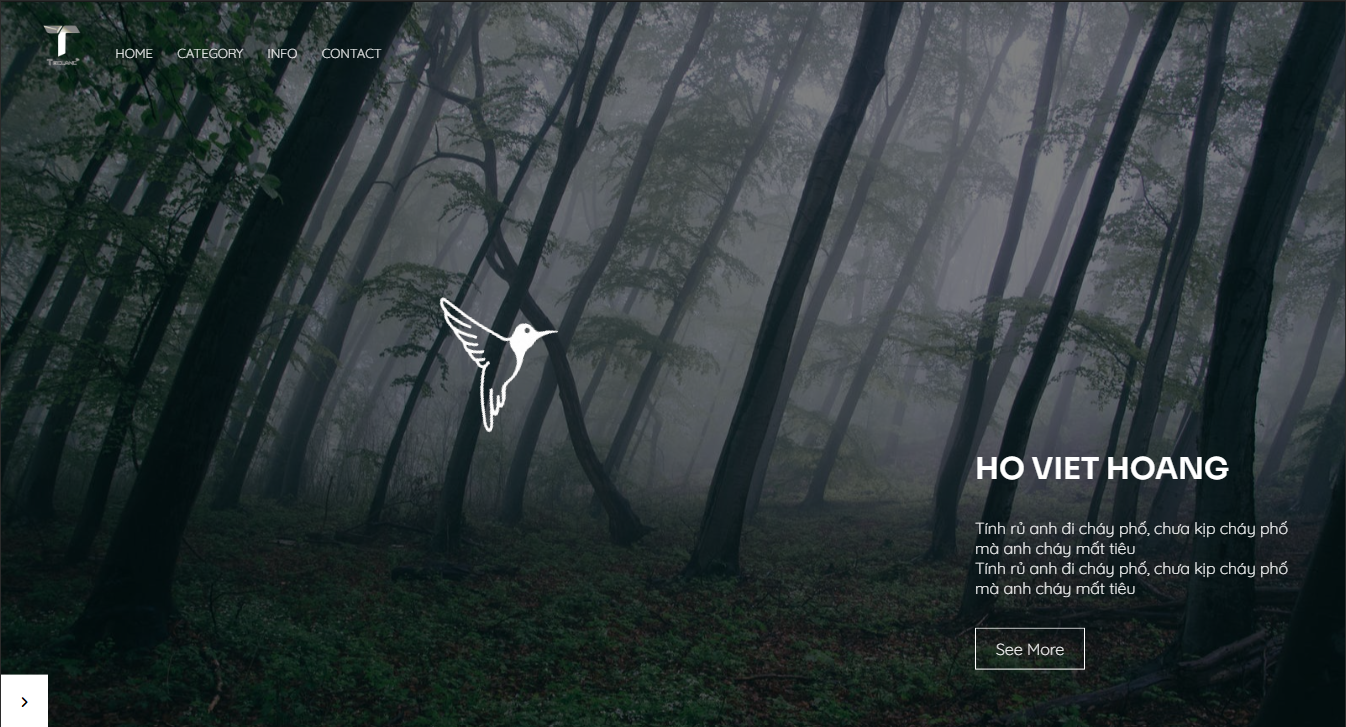 HOME CATEGORY INFO CONTACT
HO VIET HOANG
Tính rủ anh đi cháy phố, chưa kịp cháy phố
mà anh cháy mất tiêu
Tính rủ anh đi cháy phố, chưa kịp cháy phố
mà anh cháy mất tiêu
See More